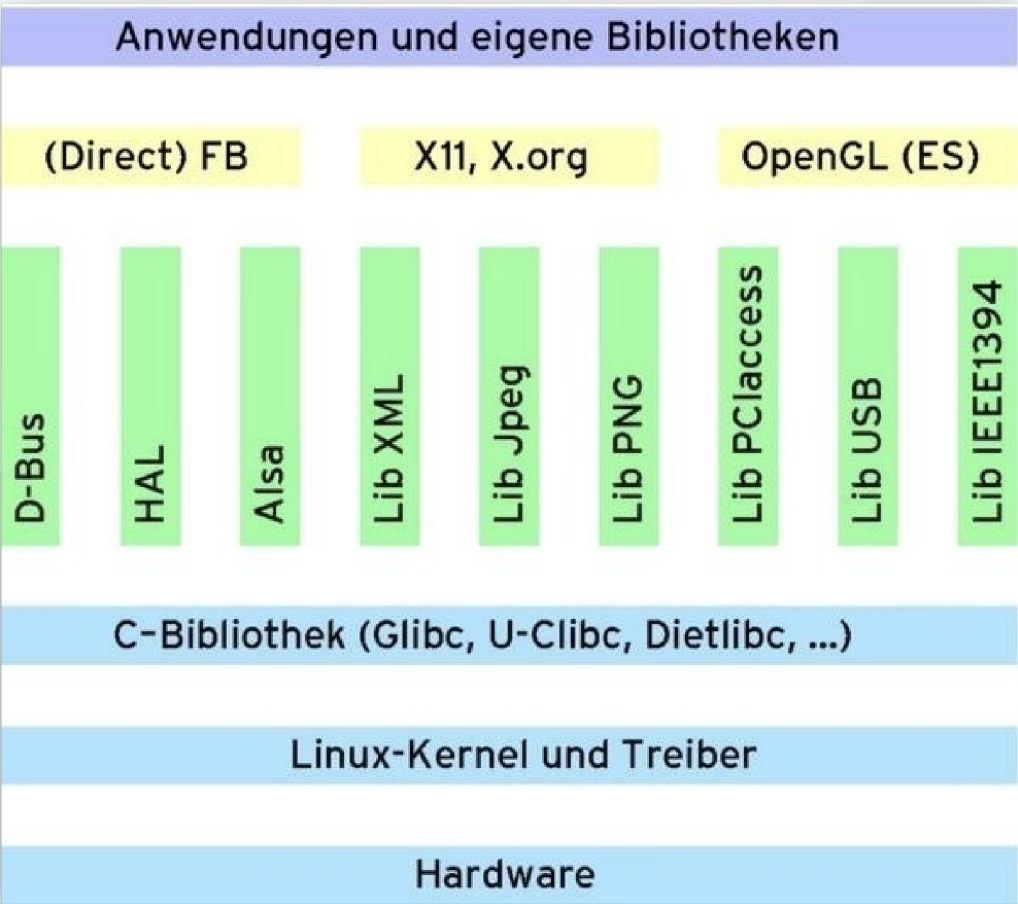 Anwendungen und eigene Bibliotheken
(Direct) FB
X11, X.org
OpenGL (ES)
D-Bus
HAL
Alsa
Lib XML
Lib Jpeg
Lib PNG
Lib PCIaccess
Lib USB
Lib IEEE1394
C-Bibliothek (Glibc, U-Clibc, Dietlibc, ...)
Linux-Kernel und Treiber
Hardware